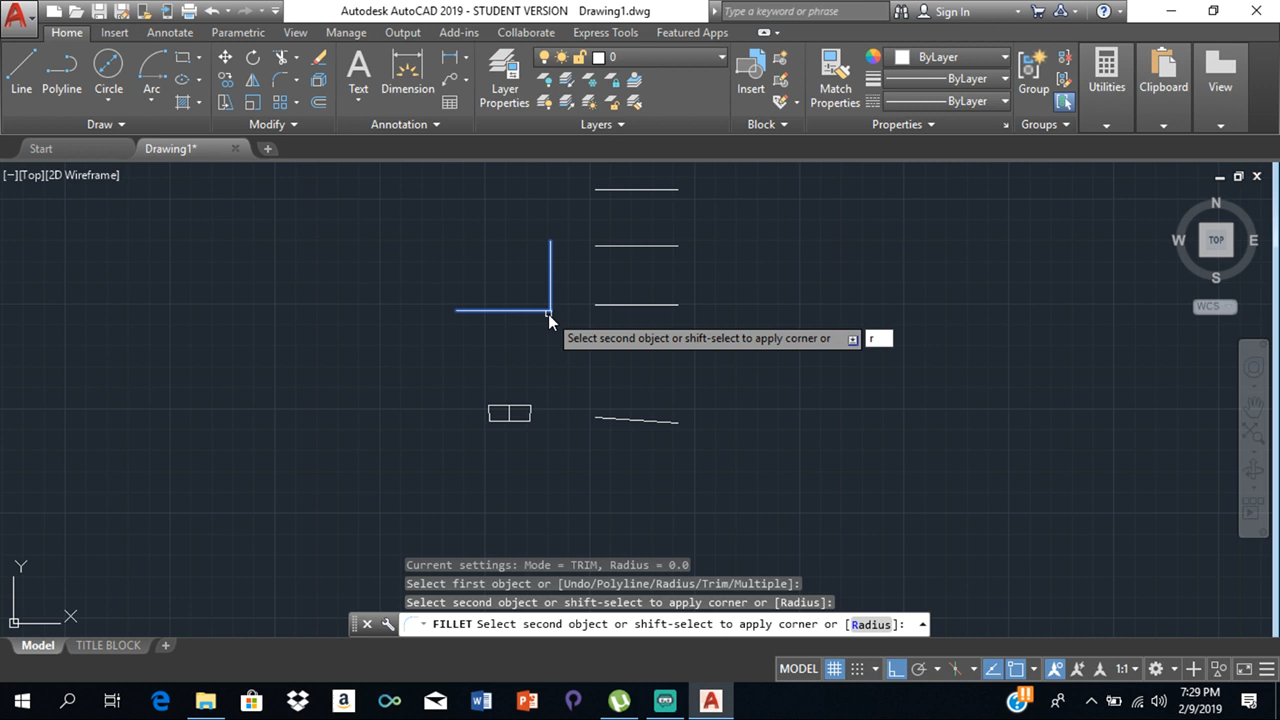 Autodesk AutoCAD 2019 - STUDENT VERSION Drawing1.dwg
Type a keyword or phrase
Sign In
Home Insert Annotate Parametric View Manage Output Add-ins Collaborate Express Tools Featured Apps
Line Polyline Circle Arc
Text Dimension
Layer Properties
0
Insert
Match Properties
ByLayer
ByLayer
ByLayer
Group
Utilities
Clipboard
View
Draw Modify Annotation Layers Block Properties Groups
Start Drawing1*
[−][Top][2D Wireframe]
N
W TOP E
S
WCS
Select second object or shift-select to apply corner or r
Current settings: Mode = TRIM, Radius = 0.0
Select first object or [Undo/Polyline/Radius/Trim/Multiple]:
Select second object or shift-select to apply corner or [Radius]:
FILLET Select second object or shift-select to apply corner or [Radius]:
Y
X
Model TITLE BLOCK
MODEL 1:1
7:29 PM
2/9/2019